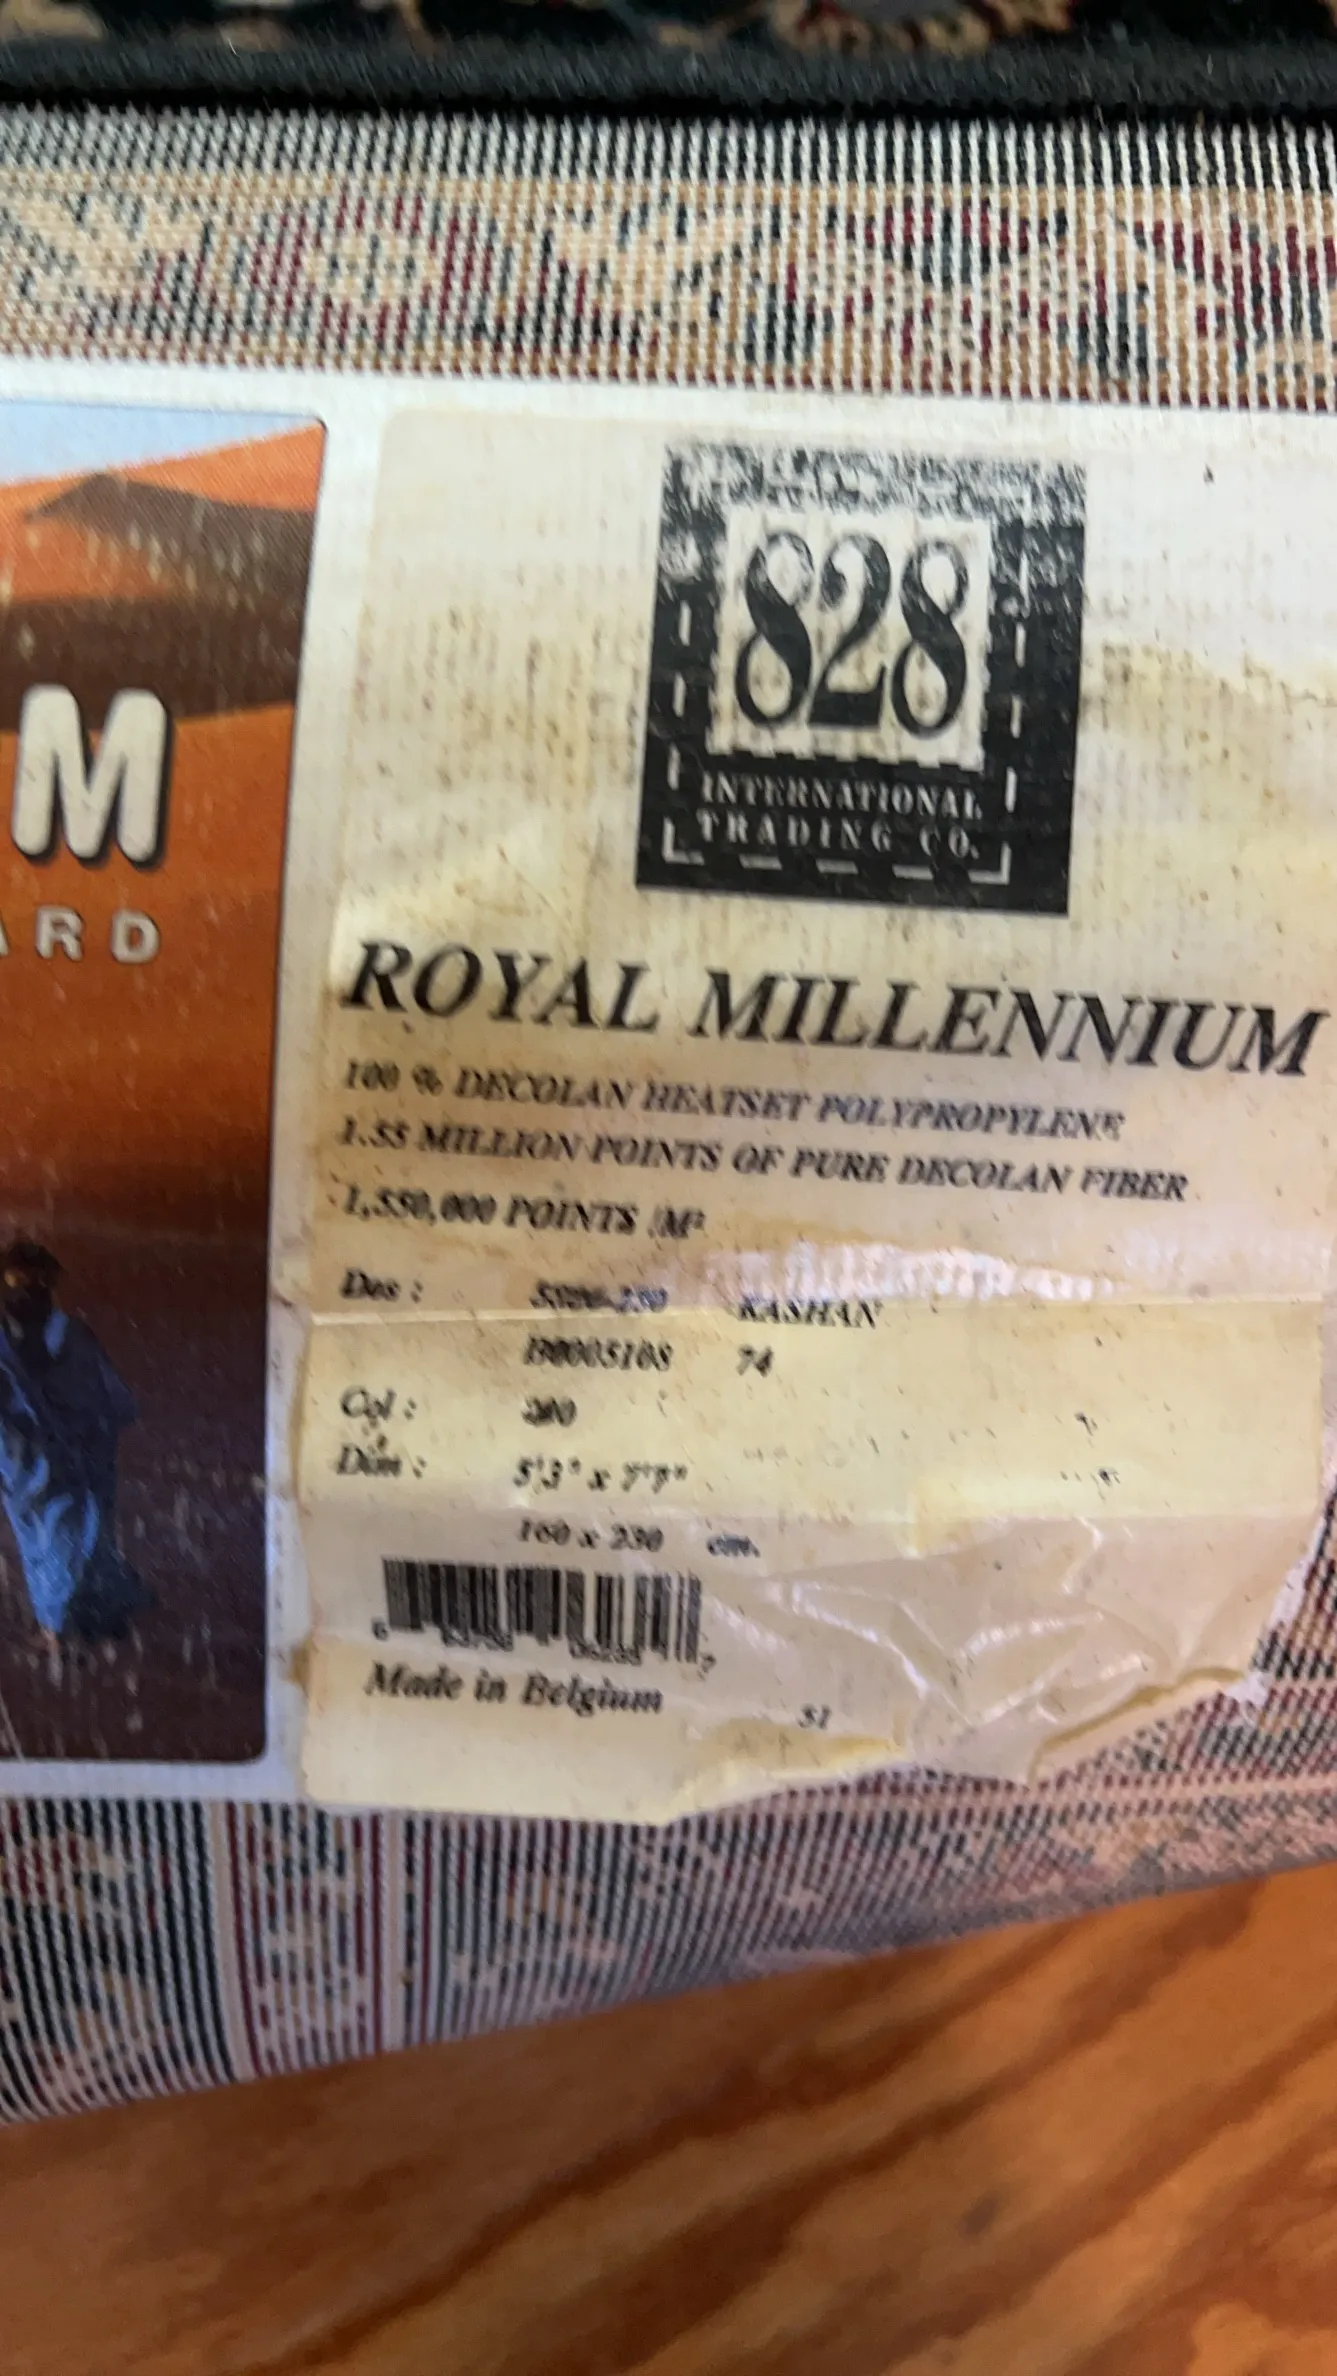 M
ARD
828
INTERNATIONAL
TRADING CO.
ROYAL MILLENNIUM
100 % DECOLAN HEATSET POLYPROPYLENE
1.55 MILLION POINTS OF PURE DECOLAN FIBER
1,550,000 POINTS /M²
Des : KASHAN
74
Col :
Dim : 5'3" x 7'7"
160 x 230 cm.
Made in Belgium
51